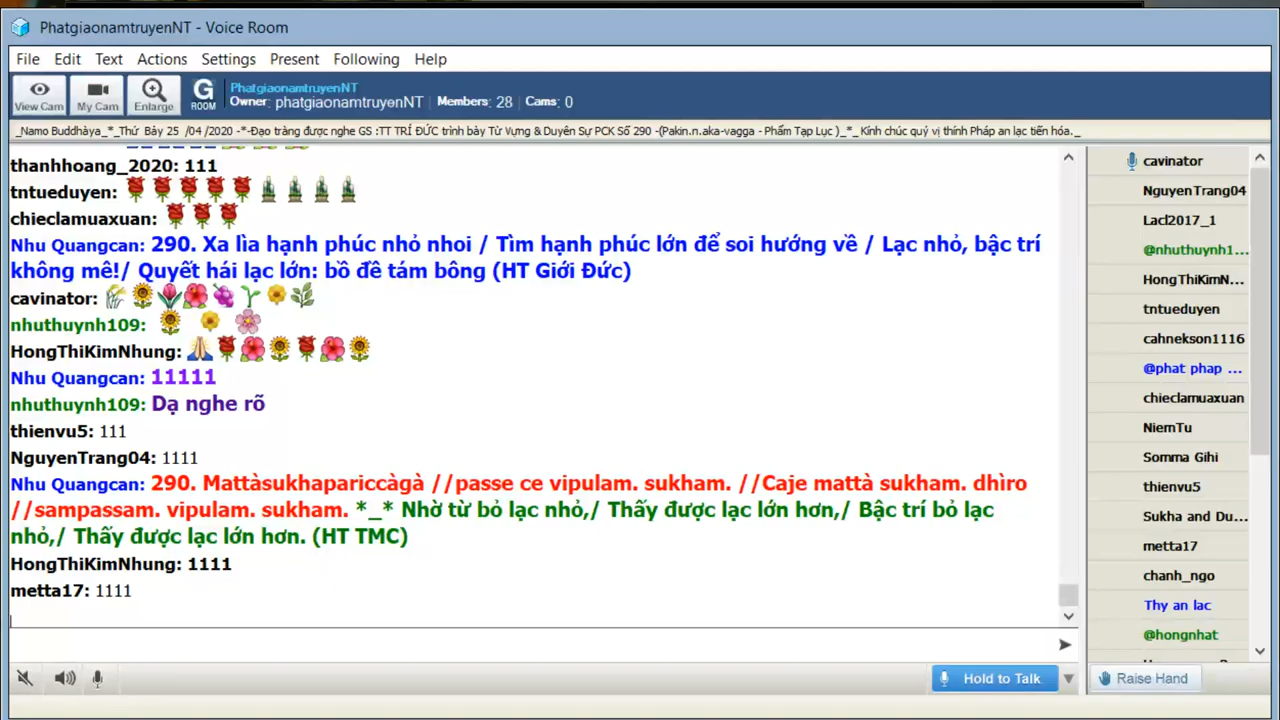 PhatgiaonamtruyenNT - Voice Room
File Edit Text Actions Settings Present Following Help
View Cam My Cam Enlarge G ROOM
PhatgiaonamtruyenNT
Owner: phatgiaonamtruyenNT Members: 28 Cams: 0
_Namo Buddhàya_*_Thứ Bảy 25 /04 /2020 -*-Đạo tràng được nghe GS :TT TRÍ ĐỨC trình bày Từ Vựng & Duyên Sự PCK Số 290 -(Pakin.n.aka-vagga - Phẩm Tạp Lục )_*_ Kính chúc quý vị thính Pháp an lạc tiến hóa._
thanhhoang_2020: 111
tntueduyen:
chieclamuaxuan:
Nhu Quangcan: 290. Xa lìa hạnh phúc nhỏ nhoi / Tìm hạnh phúc lớn để soi hướng về / Lạc nhỏ, bậc trí
không mê!/ Quyết hái lạc lớn: bồ đề tám bông (HT Giới Đức)
cavinator:
nhuthuynh109:
HongThiKimNhung:
Nhu Quangcan: 11111
nhuthuynh109: Dạ nghe rõ
thienvu5: 111
NguyenTrang04: 1111
Nhu Quangcan: 290. Mattàsukhapariccàgà //passe ce vipulam. sukham. //Caje mattà sukham. dhìro
//sampassam. vipulam. sukham. *_* Nhờ từ bỏ lạc nhỏ,/ Thấy được lạc lớn hơn,/ Bậc trí bỏ lạc
nhỏ,/ Thấy được lạc lớn hơn. (HT TMC)
HongThiKimNhung: 1111
metta17: 1111
Hold to Talk
cavinator
NguyenTrang04
Lacl2017_1
@nhuthuynh1...
HongThiKimN...
tntueduyen
cahnekson1116
@phat phap ...
chieclamuaxuan
NiemTu
Somma Gihi
thienvu5
Sukha and Du...
metta17
chanh_ngo
Thy an lac
@hongnhat
Raise Hand